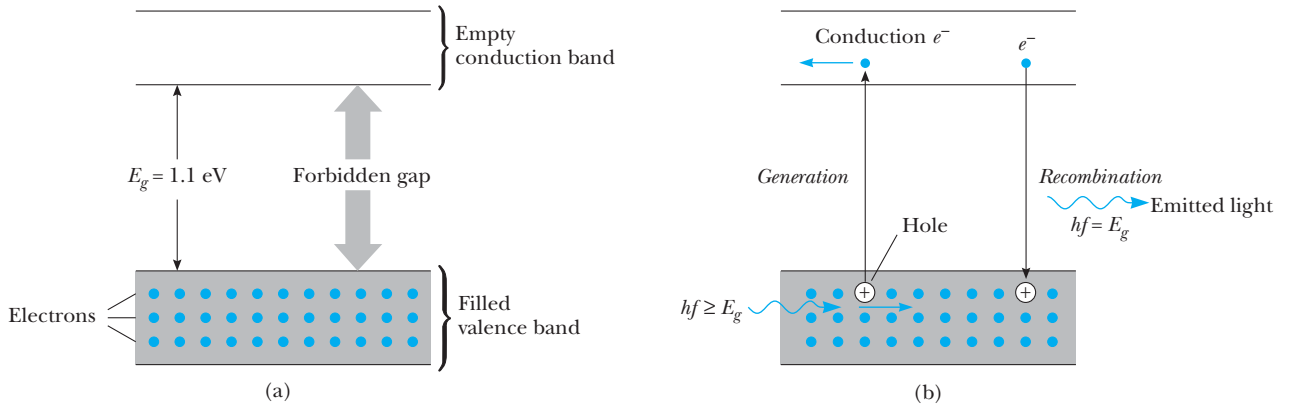 Empty
conduction band
E_g = 1.1 eV
Forbidden gap
Electrons
Filled
valence band
(a)
Conduction e⁻
e⁻
Generation
Recombination
Emitted light
hf = E_g
Hole
+
+
hf ≥ E_g
(b)